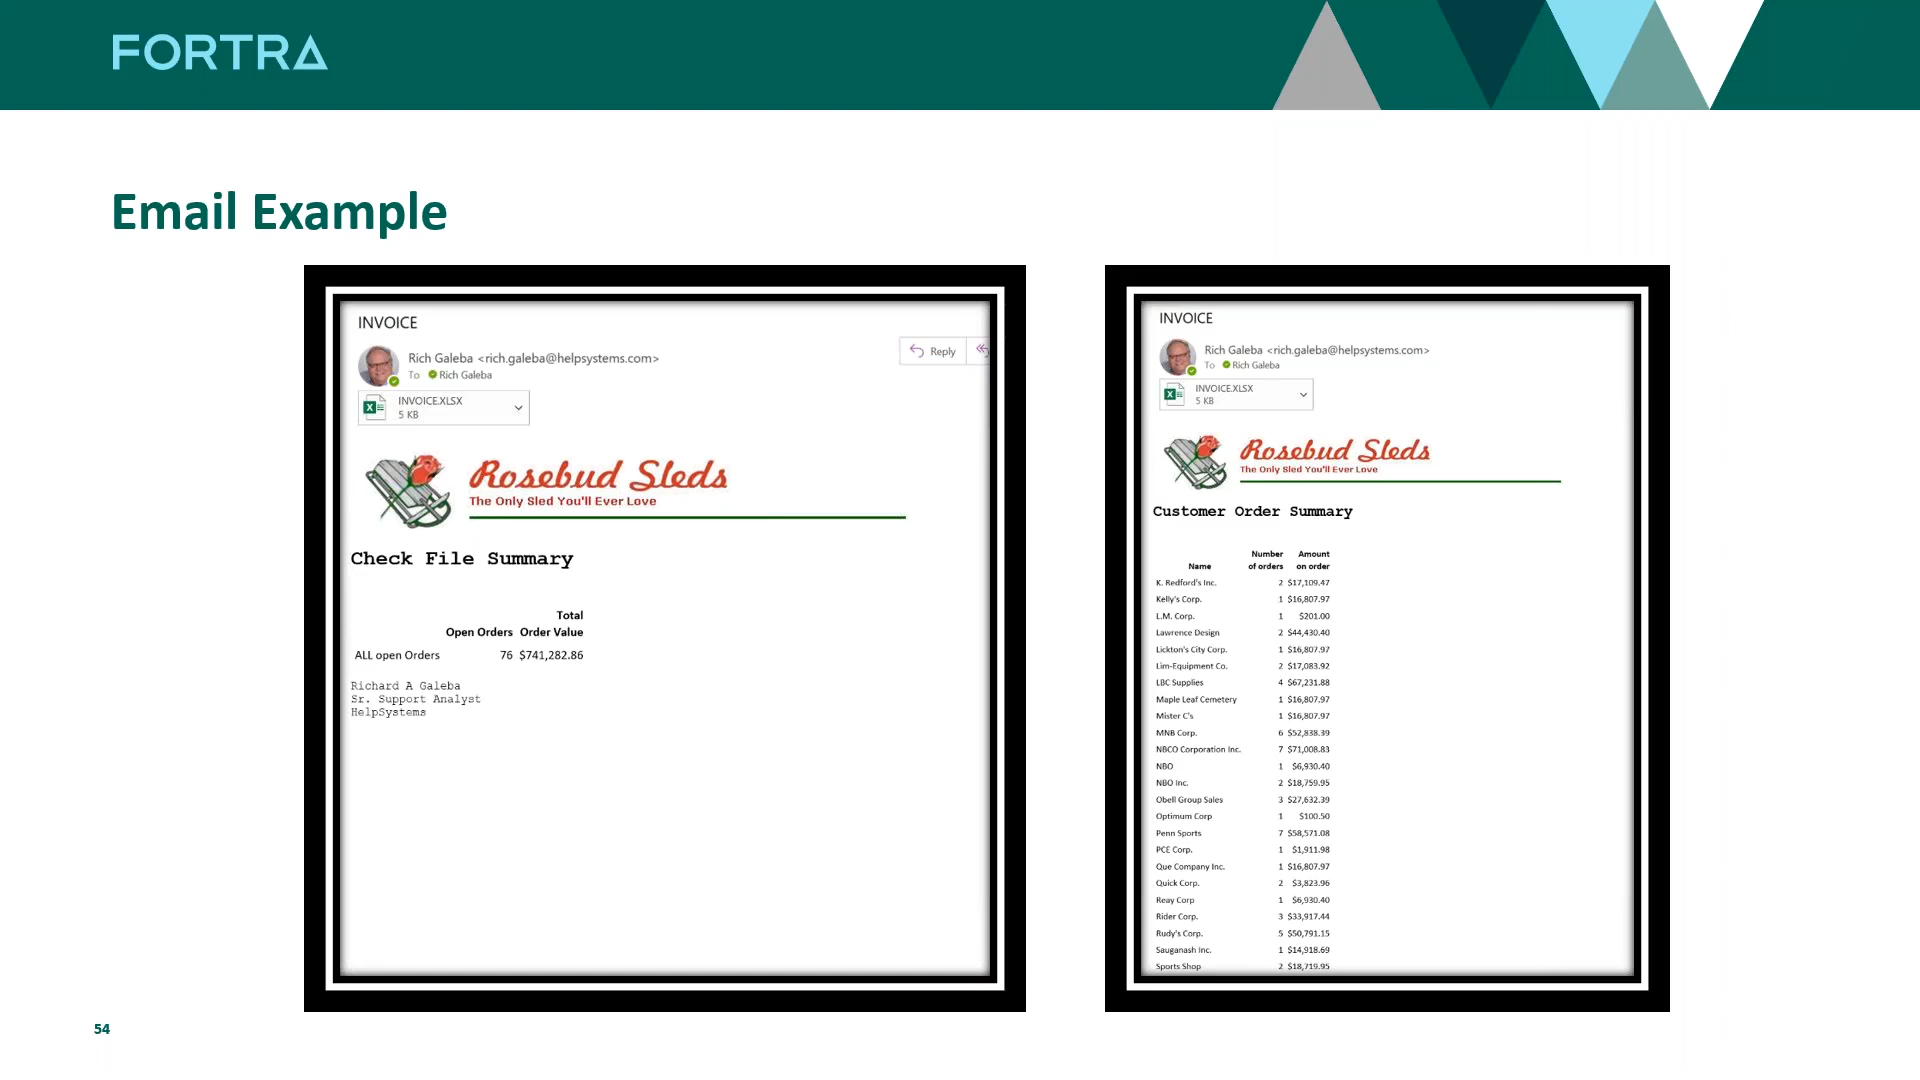 FORTRA
Email Example
INVOICE
Rich Galeba <rich.galeba@helpsystems.com>
To Rich Galeba
Reply
INVOICE.XLSX
5 KB
Rosebud Sleds
The Only Sled You'll Ever Love
Check File Summary
Total
Open Orders Order Value
ALL open Orders 76 $741,282.86
Richard A Galeba
Sr. Support Analyst
HelpSystems
INVOICE
Rich Galeba <rich.galeba@helpsystems.com>
To Rich Galeba
INVOICE.XLSX
5 KB
Rosebud Sleds
The Only Sled You'll Ever Love
Customer Order Summary
Number Amount
Name of orders on order
K. Redford's Inc. 2 $17,109.47
Kelly's Corp. 1 $16,807.97
L.M. Corp. 1 $201.00
Lawrence Design 2 $44,430.40
Lickton's City Corp. 1 $16,807.97
Lim-Equipment Co. 2 $17,083.92
LBC Supplies 4 $67,231.88
Maple Leaf Cemetery 1 $16,807.97
Mister C's 1 $16,807.97
MNB Corp. 6 $52,838.39
NBCO Corporation Inc. 7 $71,008.83
NBO 1 $6,930.40
NBO Inc. 2 $18,759.95
Obell Group Sales 3 $27,632.39
Optimum Corp 1 $100.50
Penn Sports 7 $58,571.08
PCE Corp. 1 $1,911.98
Que Company Inc. 1 $16,807.97
Quick Corp. 2 $3,823.96
Reay Corp 1 $6,930.40
Rider Corp. 3 $33,917.44
Rudy's Corp. 5 $50,791.15
Sauganash Inc. 1 $14,918.69
Sports Shop 2 $18,719.95
54